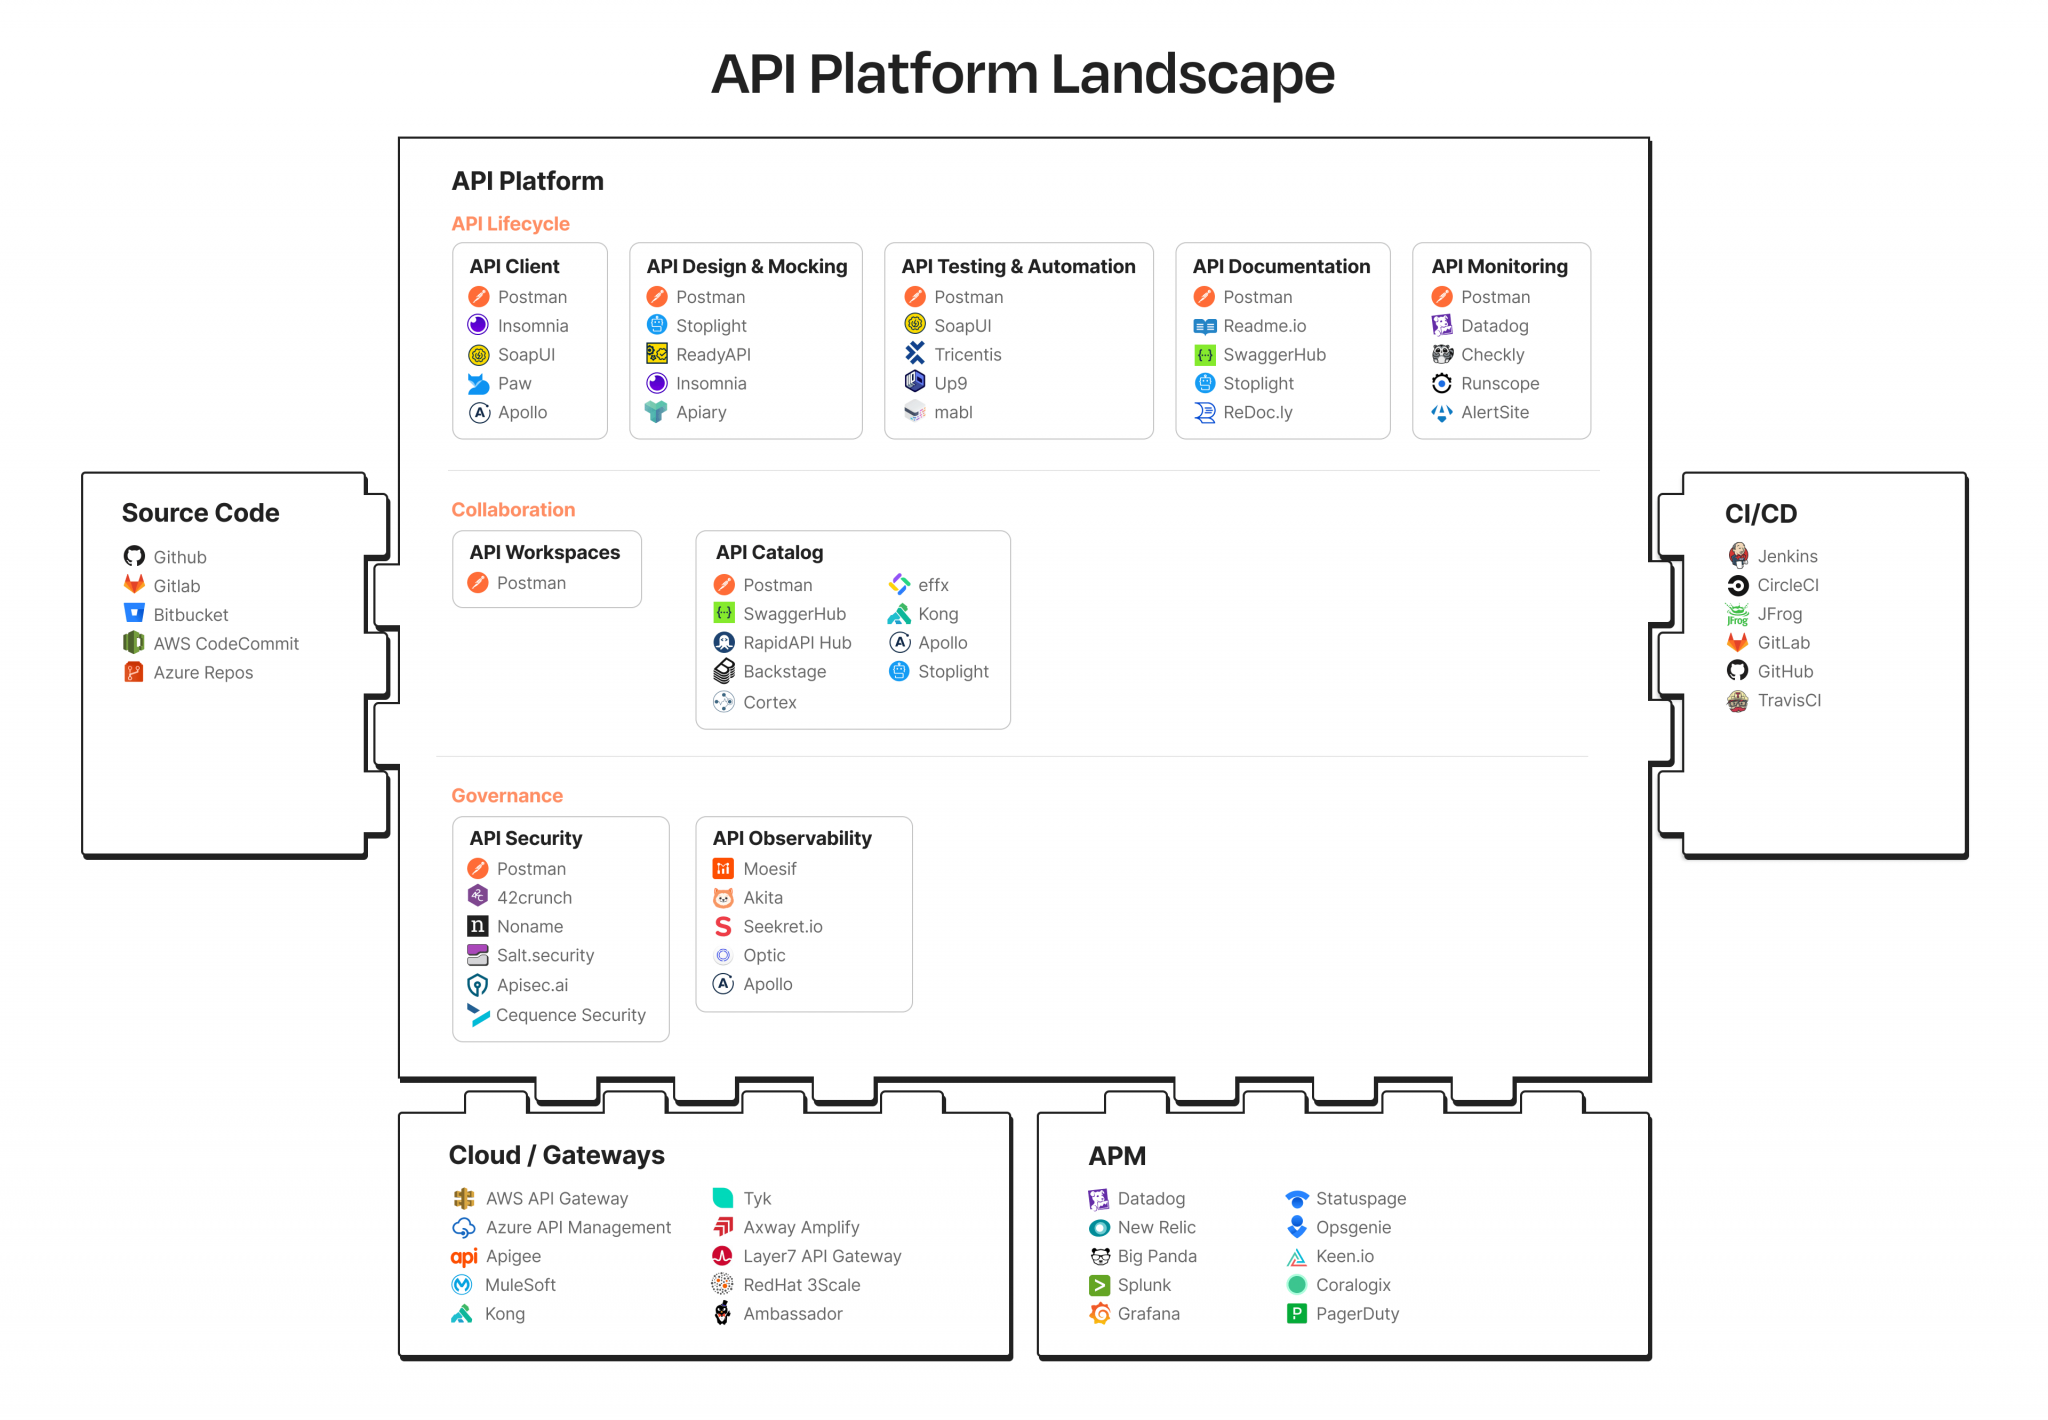 API Platform Landscape
API Platform
API Lifecycle
API Client
Postman
Insomnia
SoapUI
Paw
Apollo
API Design & Mocking
Postman
Stoplight
ReadyAPI
Insomnia
Apiary
API Testing & Automation
Postman
SoapUI
Tricentis
Up9
mabl
API Documentation
Postman
Readme.io
SwaggerHub
Stoplight
ReDoc.ly
API Monitoring
Postman
Datadog
Checkly
Runscope
AlertSite
Source Code
Github
Gitlab
Bitbucket
AWS CodeCommit
Azure Repos
Collaboration
API Workspaces
Postman
API Catalog
Postman
SwaggerHub
RapidAPI Hub
Backstage
Cortex
effx
Kong
Apollo
Stoplight
CI/CD
Jenkins
CircleCI
JFrog
JFrog
GitLab
GitHub
TravisCI
Governance
API Security
Postman
42crunch
n
Noname
Salt.security
Apisec.ai
Cequence Security
API Observability
Moesif
Akita
S
Seekret.io
Optic
A
Apollo
Cloud / Gateways
AWS API Gateway
Azure API Management
api
Apigee
MuleSoft
Kong
Tyk
Axway Amplify
Layer7 API Gateway
RedHat 3Scale
Ambassador
APM
Datadog
New Relic
Big Panda
Splunk
Grafana
Statuspage
Opsgenie
Keen.io
Coralogix
P
PagerDuty